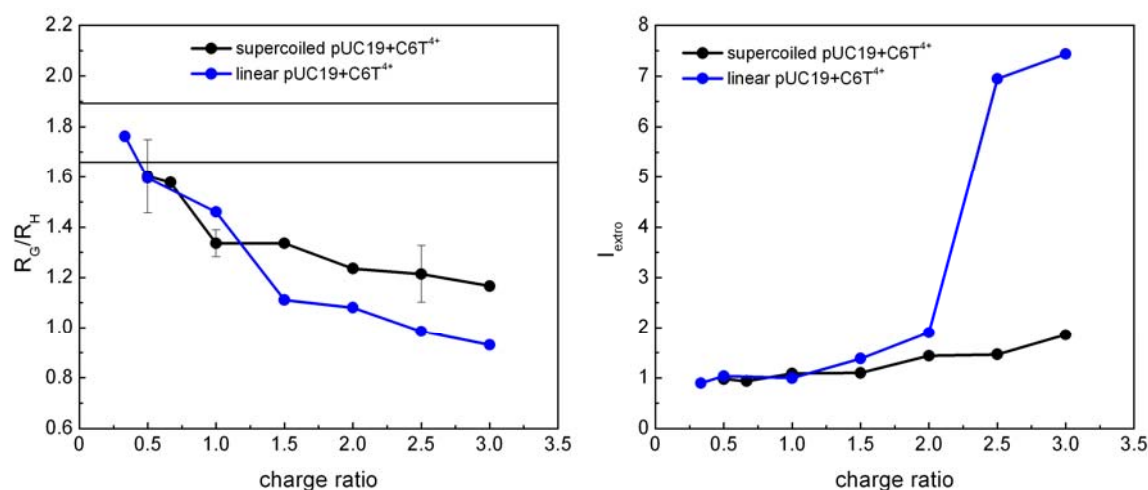 2.2
2.0
1.8
1.6
1.4
1.2
1.0
0.8
0.6
R_G/R_H
supercoiled pUC19+C6T⁴⁺
linear pUC19+C6T⁴⁺
0 0.5 1.0 1.5 2.0 2.5 3.0 3.5
charge ratio
8
7
6
5
4
3
2
1
0
I_extro
supercoiled pUC19+C6T⁴⁺
linear pUC19+C6T⁴⁺
0 0.5 1.0 1.5 2.0 2.5 3.0 3.5
charge ratio